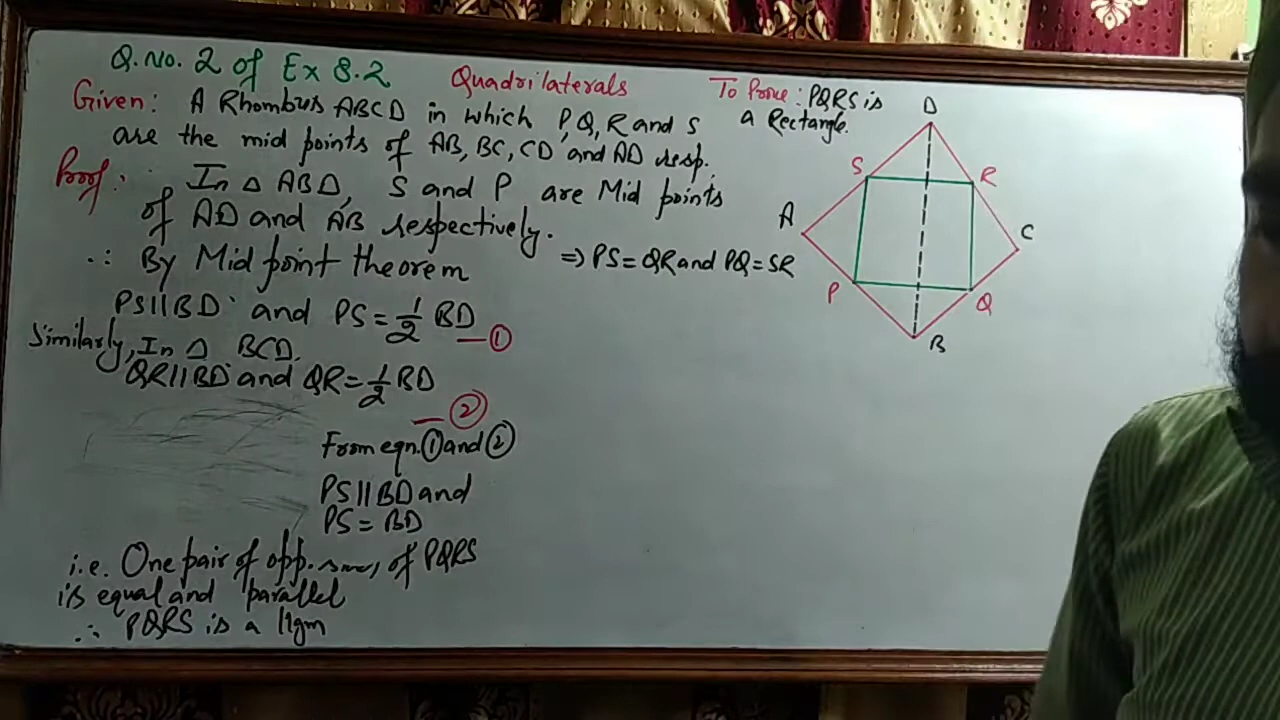 Q. No. 2 of Ex 8.2
Quadrilaterals
Given: A Rhombus ABCD in which P, Q, R and S
are the mid points of AB, BC, CD and AD resp.
To Prove: PQRS is
a Rectangle.
Proof: In △ ABD, S and P are Mid points
of AD and AB respectively.
∴ By Mid point theorem
PS||BD and PS = 1/2 BD —①
Similarly, In △ BCD.
QR||BD and QR = 1/2 BD
—②
From eqn. ① and ②
PS||BD and
PS = BD
i.e. One pair of opp. of PQRS
is equal and parallel
∴ PQRS is a ||gm
⇒ PS = QR and PQ = SR
D
S
R
A
C
P
Q
B